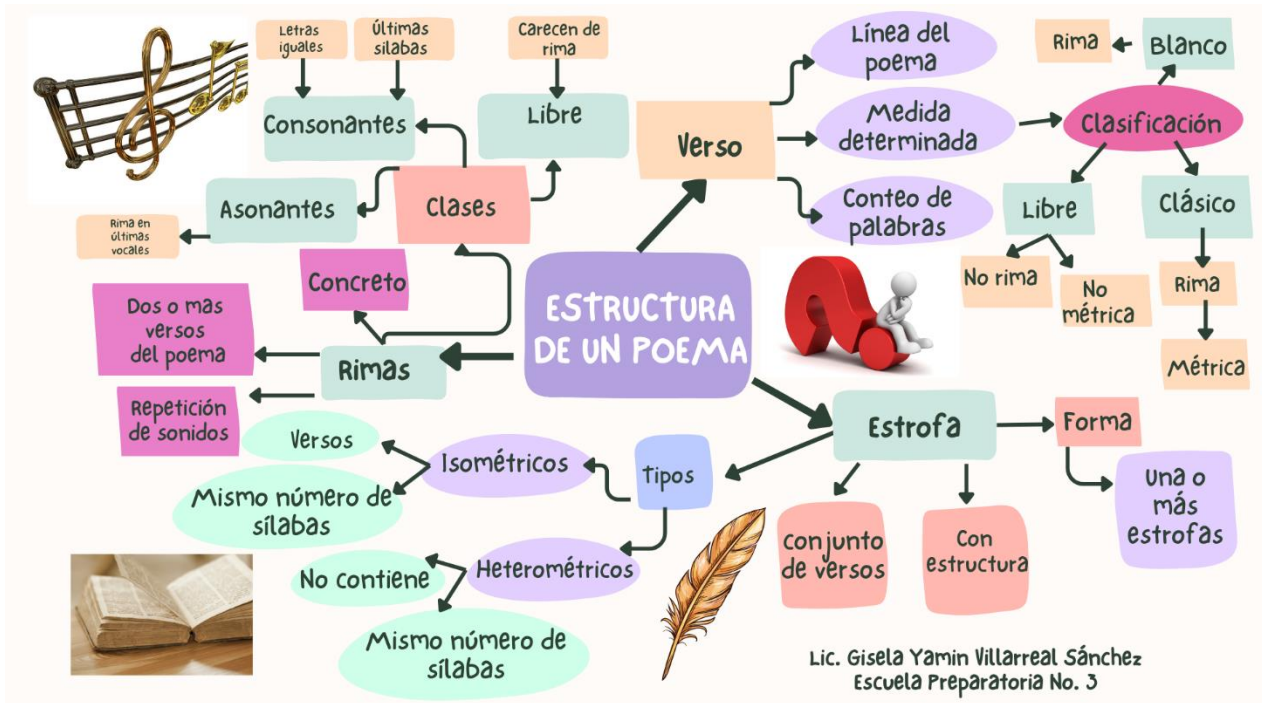 Letras
iguales
Últimas
silabas
Carecen de
rima
Consonantes
Libre
Asonantes
Clases
Rima en
últimas
vocales
Concreto
Dos o mas
versos
del poema
Rimas
Repetición
de sonidos
ESTRUCTURA
DE UN POEMA
Verso
Línea del
poema
Medida
determinada
Conteo de
palabras
Clasificación
Rima
Blanco
Libre
Clásico
No rima
No
métrica
Rima
Métrica
Estrofa
Forma
Una o
más
estrofas
Conjunto
de versos
Con
estructura
Tipos
Isométricos
Versos
Mismo número de
sílabas
Heterométricos
No contiene
Mismo número de
sílabas
Lic. Gisela Yamin Villarreal Sánchez
Escuela Preparatoria No. 3